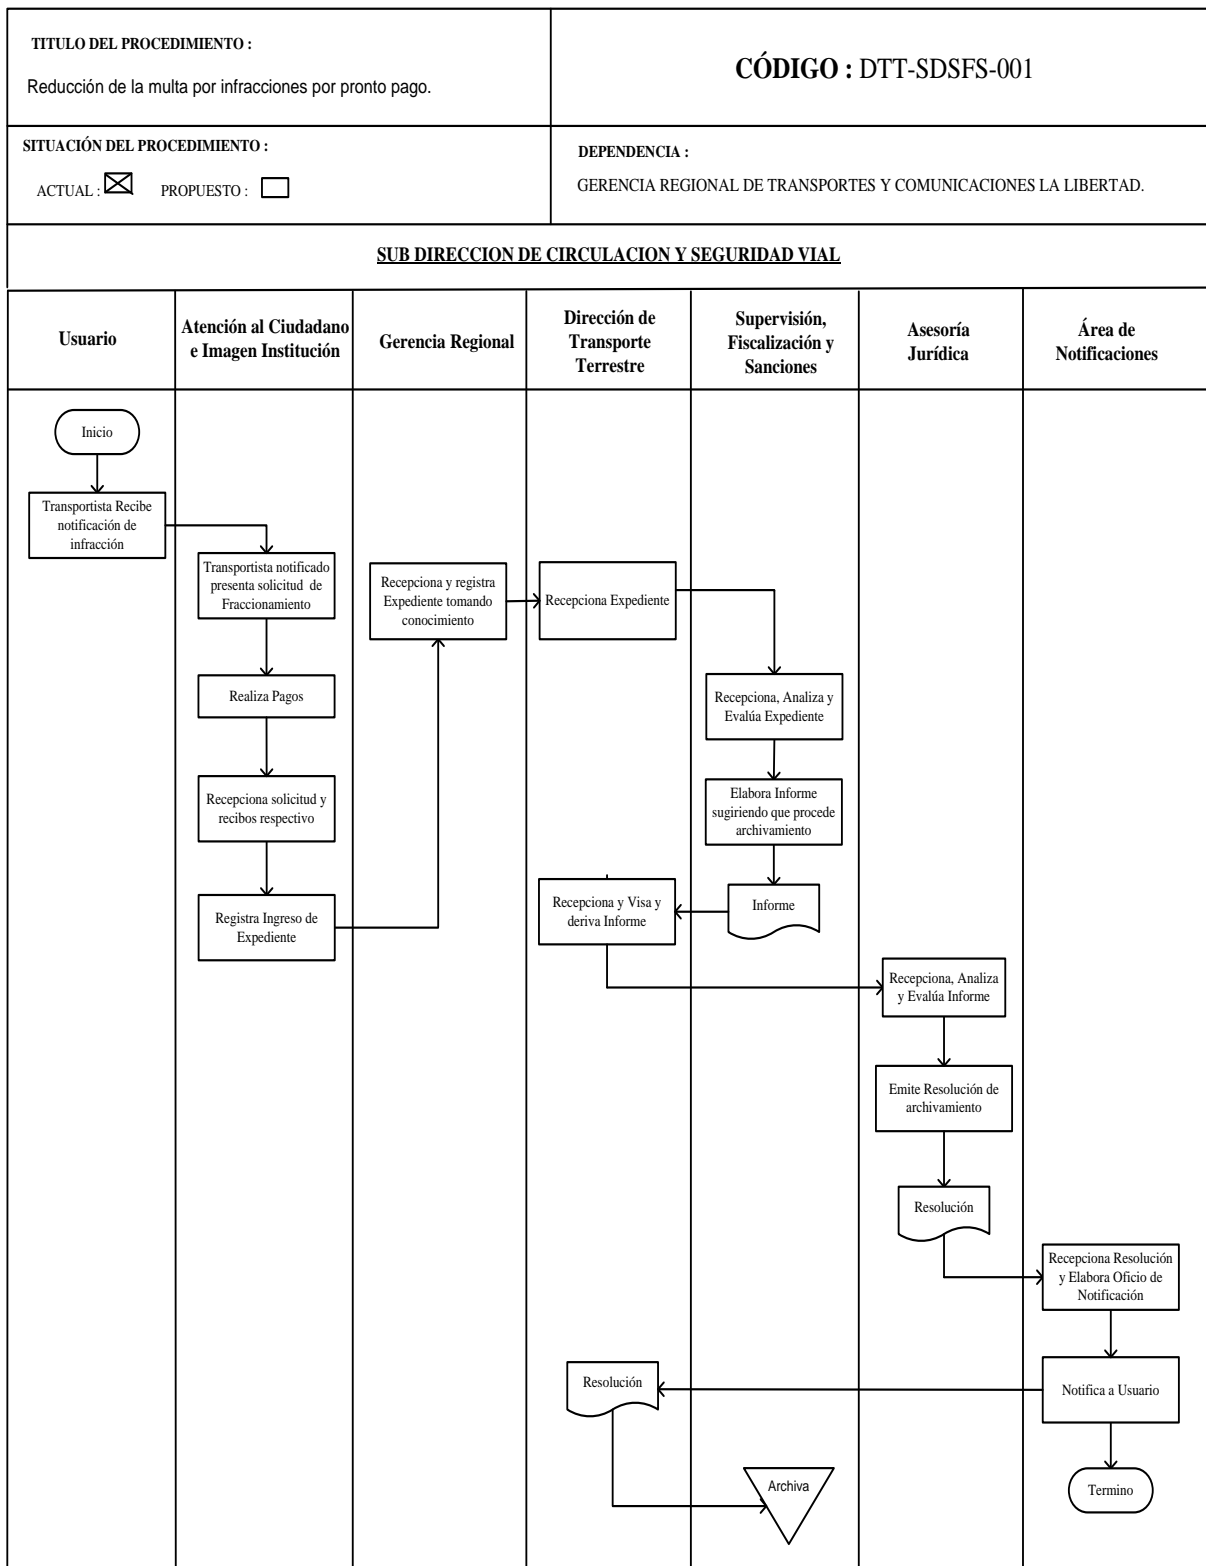 TITULO DEL PROCEDIMIENTO :
Reducción de la multa por infracciones por pronto pago.
CÓDIGO : DTT-SDSFS-001
SITUACIÓN DEL PROCEDIMIENTO :
ACTUAL :
PROPUESTO :
DEPENDENCIA :
GERENCIA REGIONAL DE TRANSPORTES Y COMUNICACIONES LA LIBERTAD.
SUB DIRECCION DE CIRCULACION Y SEGURIDAD VIAL
Usuario
Atención al Ciudadano
e Imagen Institución
Gerencia Regional
Dirección de
Transporte
Terrestre
Supervisión,
Fiscalización y
Sanciones
Asesoría
Jurídica
Área de
Notificaciones
Inicio
Transportista Recibe
notificación de
infracción
Transportista notificado
presenta solicitud de
Fraccionamiento
Realiza Pagos
Recepciona solicitud y
recibos respectivo
Registra Ingreso de
Expediente
Recepciona y registra
Expediente tomando
conocimiento
Recepciona Expediente
Recepciona, Analiza y
Evalúa Expediente
Elabora Informe
sugiriendo que procede
archivamiento
Informe
Recepciona y Visa y
deriva Informe
Recepciona, Analiza
y Evalúa Informe
Emite Resolución de
archivamiento
Resolución
Recepciona Resolución
y Elabora Oficio de
Notificación
Notifica a Usuario
Resolución
Archiva
Termino